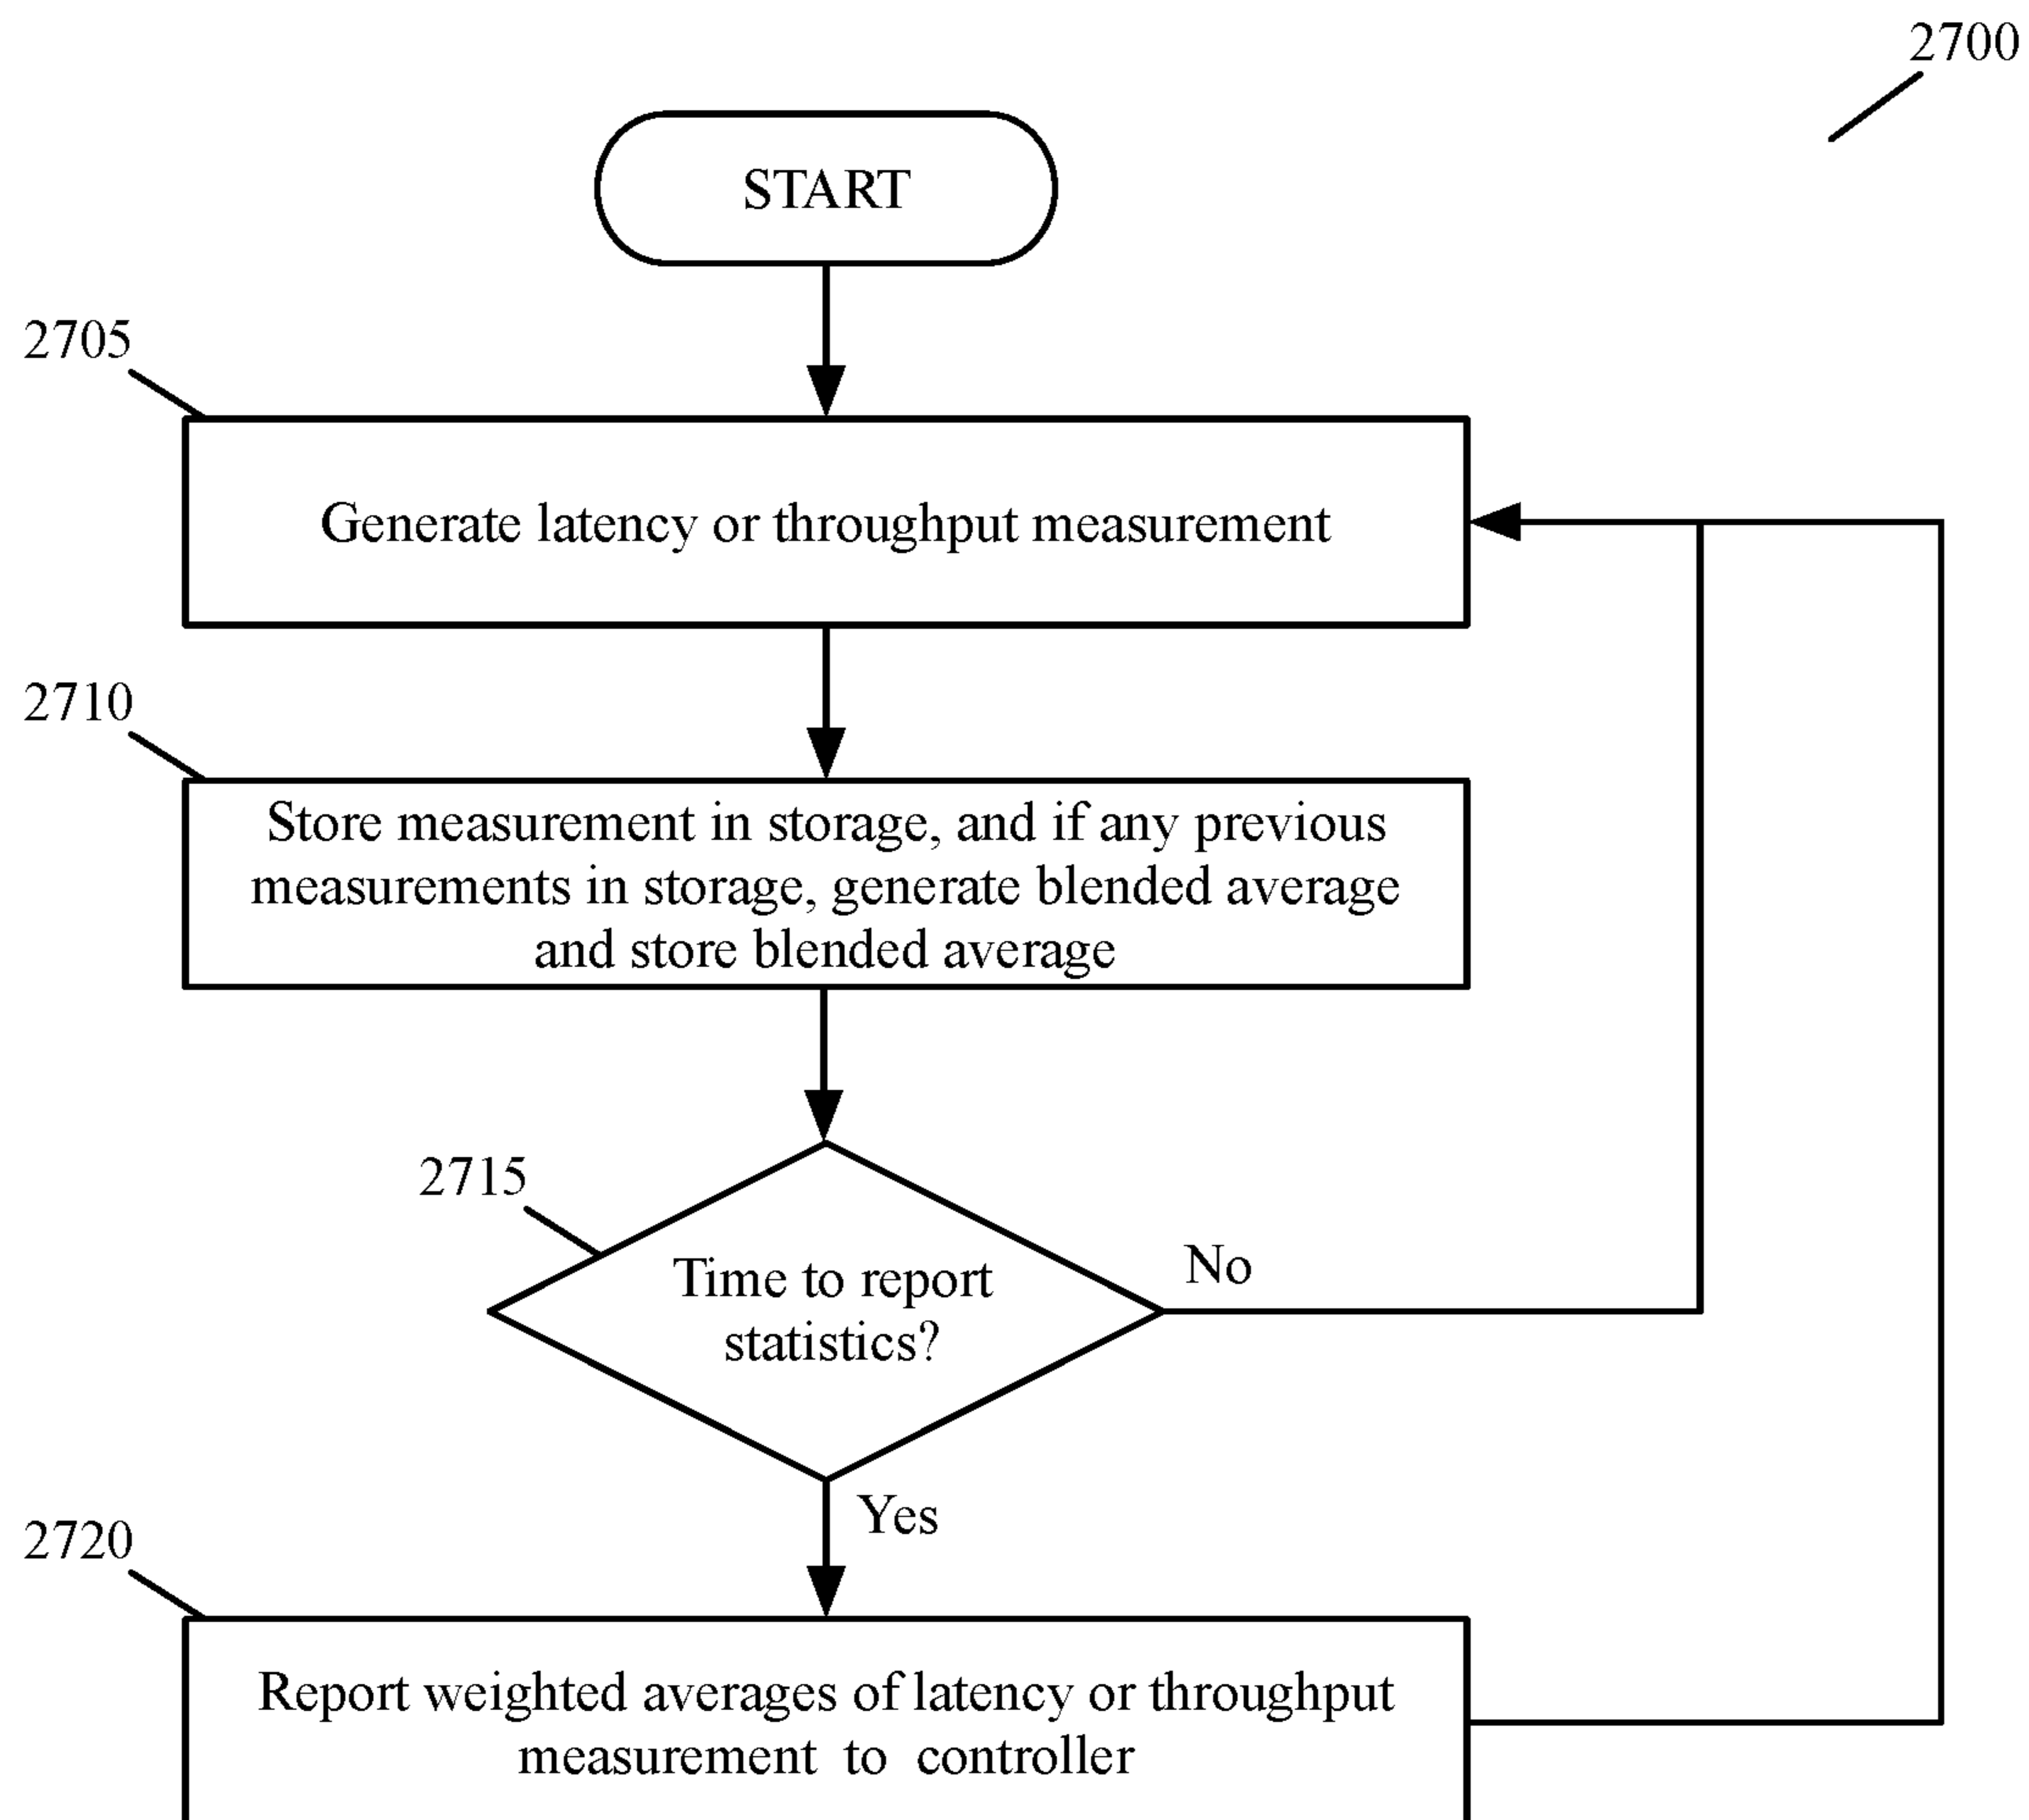 2700
START
2705
Generate latency or throughput measurement
2710
Store measurement in storage, and if any previous
measurements in storage, generate blended average
and store blended average
2715
Time to report
statistics?
No
Yes
2720
Report weighted averages of latency or throughput
measurement to controller